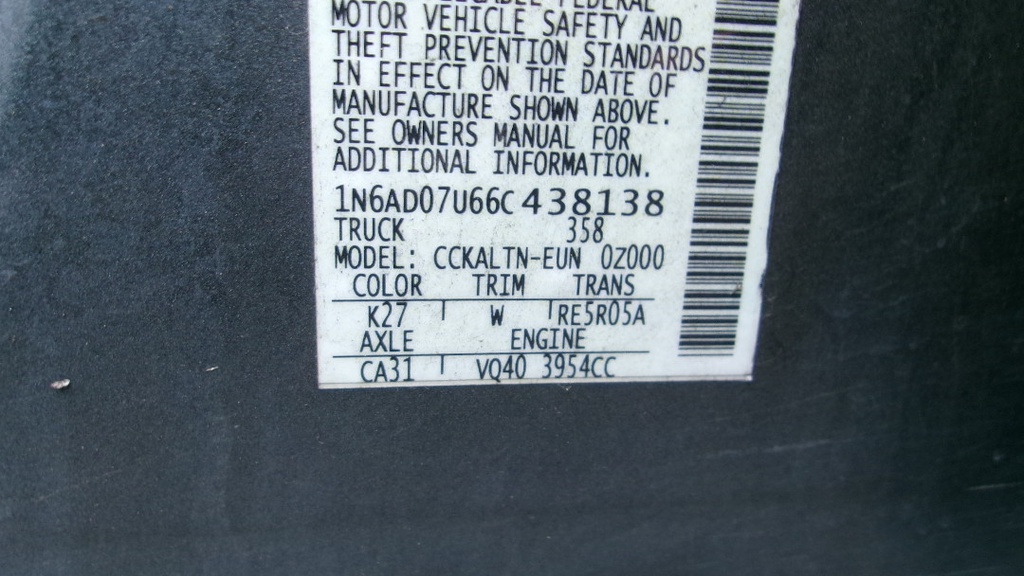 FEDERAL
MOTOR VEHICLE SAFETY AND
THEFT PREVENTION STANDARDS
IN EFFECT ON THE DATE OF
MANUFACTURE SHOWN ABOVE.
SEE OWNERS MANUAL FOR
ADDITIONAL INFORMATION.
1N6AD07U66C438138
TRUCK 358
MODEL: CCKALTN-EUN 0Z000
COLOR TRIM TRANS
K27 W RE5R05A
AXLE ENGINE
CA31 VQ40 3954CC